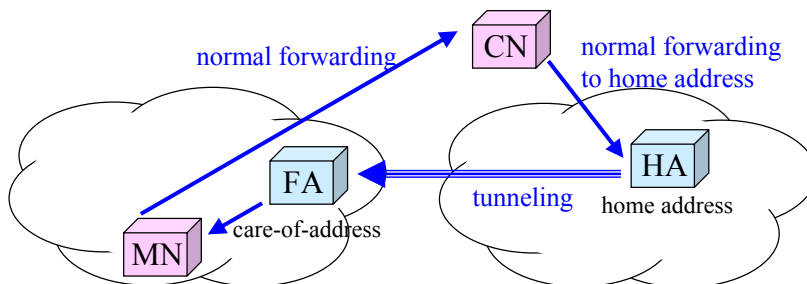 CN
normal forwarding
normal forwarding
to home address
FA
HA
tunneling
home address
care-of-address
MN